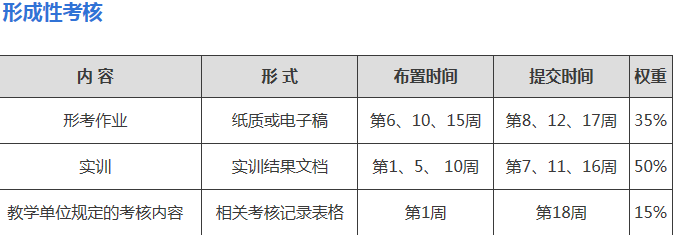 形成性考核
内 容 形 式 布置时间 提交时间 权重
形考作业 纸质或电子稿 第6、10、15周 第8、12、17周 35%
实训 实训结果文档 第1、5、 10周 第7、11、16周 50%
教学单位规定的考核内容 相关考核记录表格 第1周 第18周 15%